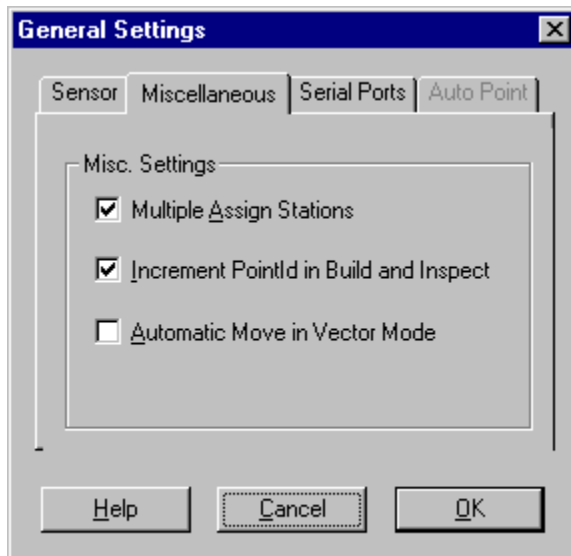 General Settings
Sensor Miscellaneous Serial Ports Auto Point
Misc. Settings
Multiple Assign Stations
Increment PointId in Build and Inspect
Automatic Move in Vector Mode
Help Cancel OK